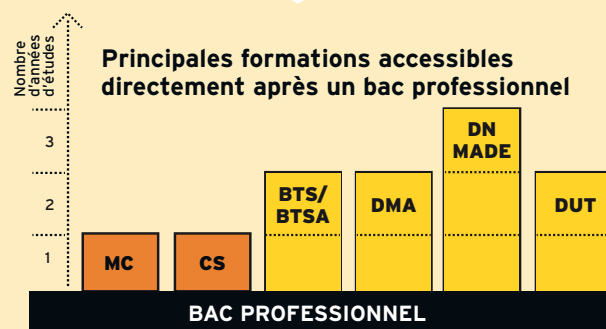 Nombre
d'années
d'études
Principales formations accessibles
directement après un bac professionnel
3
2
1
MC
CS
BTS/
BTSA
DMA
DN
MADE
DUT
BAC PROFESSIONNEL